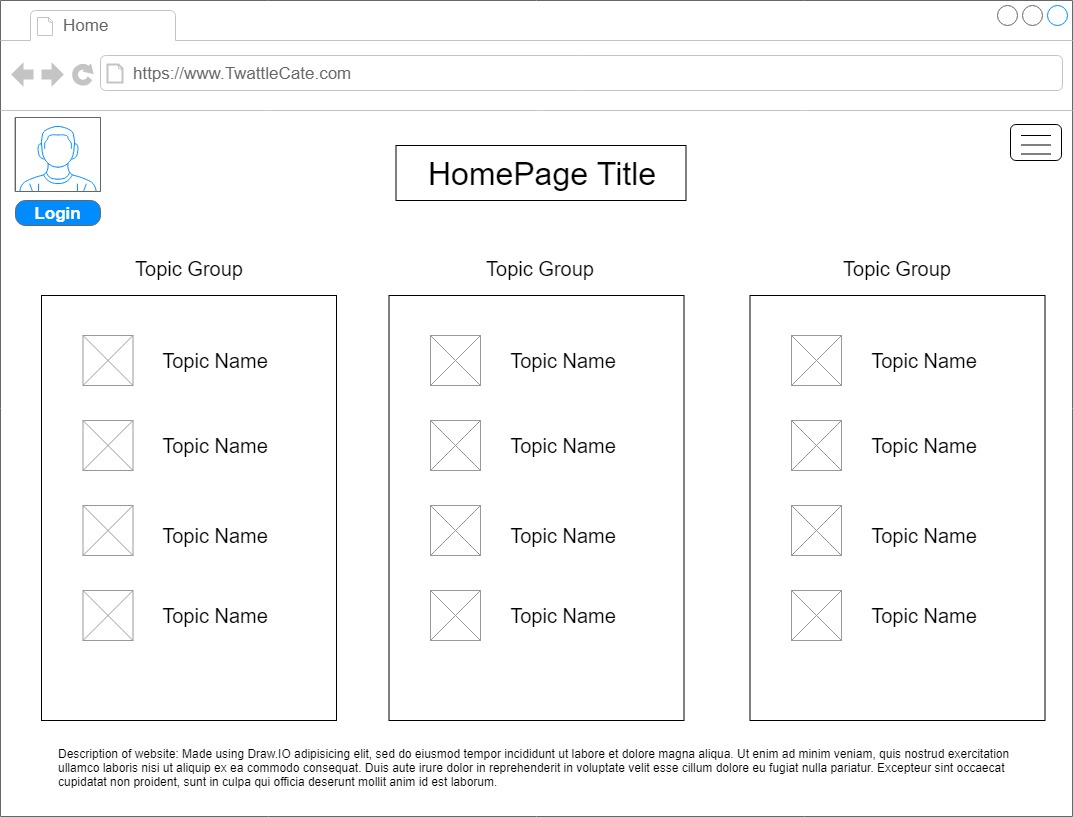 Home
https://www.TwattleCate.com
HomePage Title
Login
Topic Group
Topic Group
Topic Group
Topic Name
Topic Name
Topic Name
Topic Name
Topic Name
Topic Name
Topic Name
Topic Name
Topic Name
Topic Name
Topic Name
Topic Name
Description of website: Made using Draw.IO adipisicing elit, sed do eiusmod tempor incididunt ut labore et dolore magna aliqua. Ut enim ad minim veniam, quis nostrud exercitation
ullamco laboris nisi ut aliquip ex ea commodo consequat. Duis aute irure dolor in reprehenderit in voluptate velit esse cillum dolore eu fugiat nulla pariatur. Excepteur sint occaecat
cupidatat non proident, sunt in culpa qui officia deserunt mollit anim id est laborum.